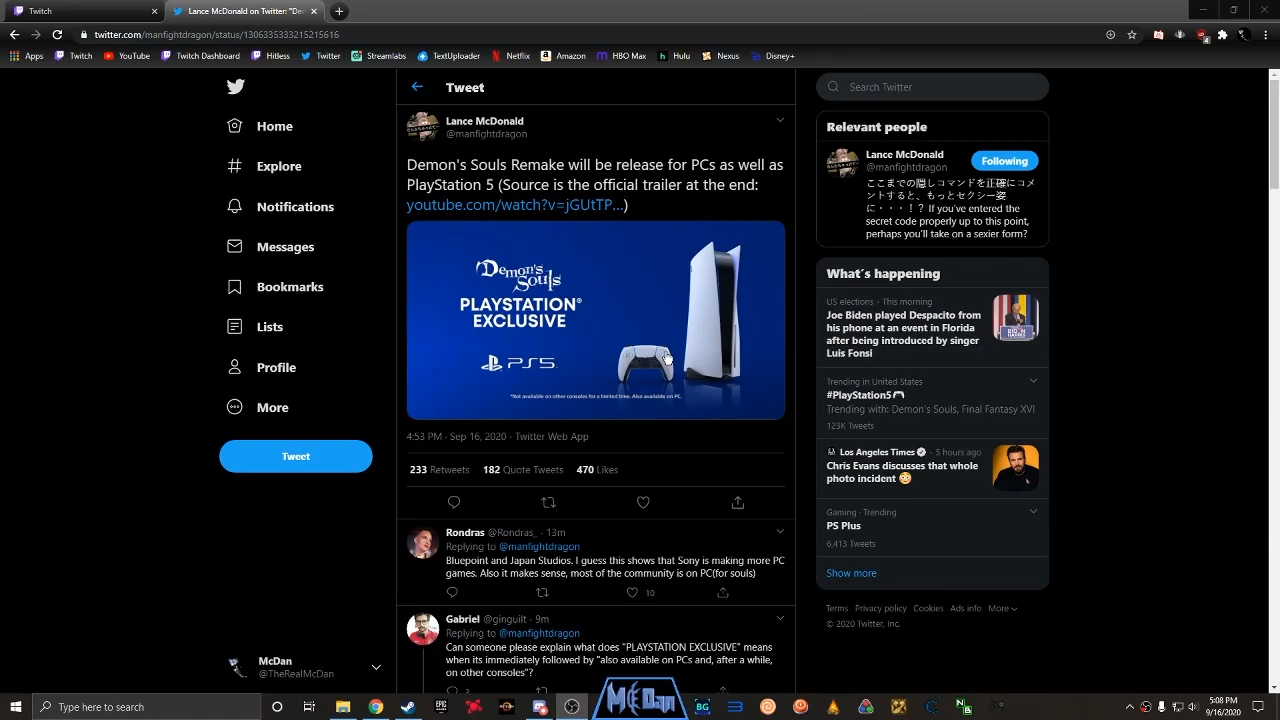 Twitch
Lance McDonald on Twitter: "De
twitter.com/manfightdragon/status/1306335333215215616
Apps
Twitch
YouTube
Twitch Dashboard
Hitless
Twitter
Streamlabs
TextUploader
Netflix
Amazon
HBO Max
Hulu
Nexus
Disney+
Home
Explore
Notifications
Messages
Bookmarks
Lists
Profile
More
Tweet
McDan
@TheRealMcDan
Tweet
Lance McDonald
@manfightdragon
Demon's Souls Remake will be release for PCs as well as
PlayStation 5 (Source is the official trailer at the end:
youtube.com/watch?v=jGUtTP...)
Demon's
Souls
PLAYSTATION®
EXCLUSIVE
PS5
*Not available on other consoles for a limited time. Also available on PC.
4:53 PM · Sep 16, 2020 · Twitter Web App
233 Retweets 182 Quote Tweets 470 Likes
Rondras @Rondras_ · 13m
Replying to @manfightdragon
Bluepoint and Japan Studios. I guess this shows that Sony is making more PC
games. Also it makes sense, most of the community is on PC(for souls)
10
Gabriel @ginguilt · 9m
Replying to @manfightdragon
Can someone please explain what does "PLAYSTATION EXCLUSIVE" means
when its immediately followed by "also available on PCs and, after a while,
on other consoles"?
Search Twitter
Relevant people
Lance McDonald
@manfightdragon
Following
ここまでの隠しコマンドを正確にコメ
ントすると、もっとセクシー姿
に・・・！？ If you've entered the
secret code properly up to this point,
perhaps you'll take on a sexier form?
What's happening
US elections · This morning
Joe Biden played Despacito from
his phone at an event in Florida
after being introduced by singer
Luis Fonsi
Trending in United States
#PlayStation5
Trending with: Demon's Souls, Final Fantasy XVI
123K Tweets
Los Angeles Times · 5 hours ago
Chris Evans discusses that whole
photo incident 😳
Gaming · Trending
PS Plus
6,413 Tweets
Show more
Terms Privacy policy Cookies Ads info More
© 2020 Twitter, Inc.
Type here to search
McDan
5:08 PM
9/16/2020